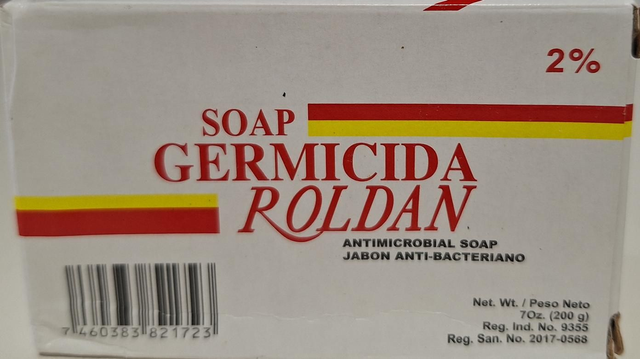 2%
SOAP
GERMICIDA
ROLDAN
ANTIMICROBIAL SOAP
JABON ANTI-BACTERIANO
Net. Wt. / Peso Neto
7Oz. (200 g)
Reg. Ind. No. 9355
Reg. San. No. 2017-0568
7 460383 821723